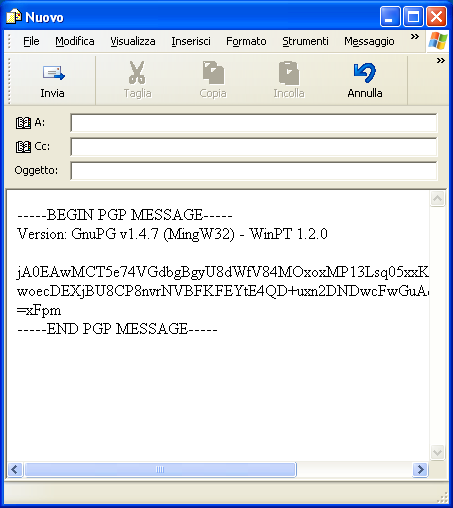 Nuovo
File Modifica Visualizza Inserisci Formato Strumenti Messaggio »
Invia Taglia Copia Incolla Annulla »
A:
Cc:
Oggetto:
-----BEGIN PGP MESSAGE-----
Version: GnuPG v1.4.7 (MingW32) - WinPT 1.2.0
jA0EAwMCT5e74VGdbgBgyU8dWfV84MOxoxMP13Lsq05xxK
woecDEXjBU8CP8nvrNVBFKFEYtE4QD+uxn2DNDwcFwGuA
=xFpm
-----END PGP MESSAGE-----